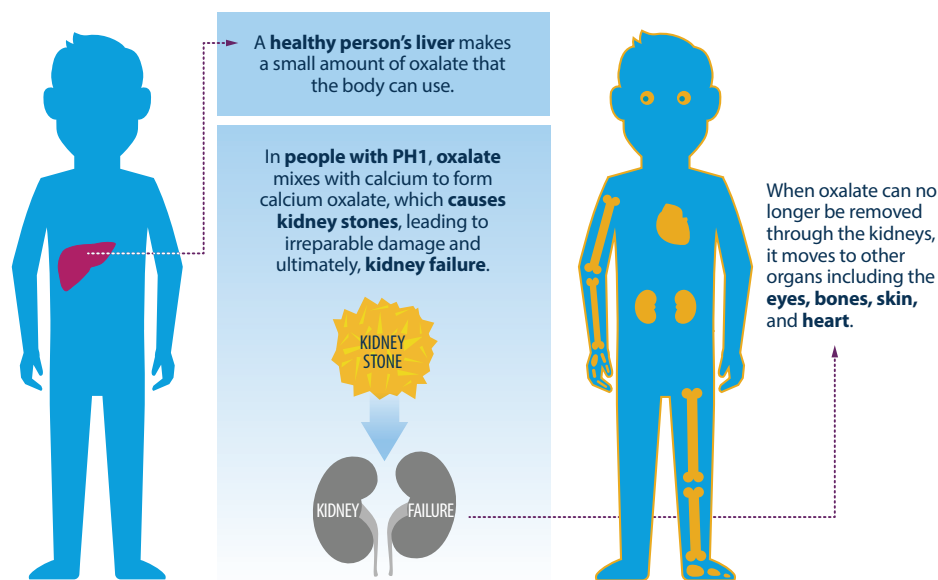 A healthy person's liver makes
a small amount of oxalate that
the body can use.
In people with PH1, oxalate
mixes with calcium to form
calcium oxalate, which causes
kidney stones, leading to
irreparable damage and
ultimately, kidney failure.
KIDNEY
STONE
KIDNEY FAILURE
When oxalate can no
longer be removed
through the kidneys,
it moves to other
organs including the
eyes, bones, skin,
and heart.